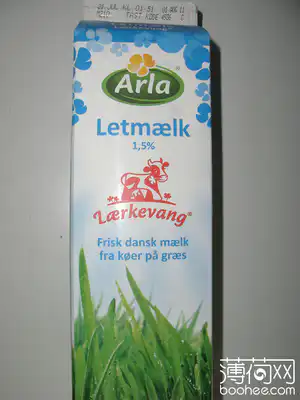 Arla
Letmælk
1,5%
Lærkevang®
Frisk dansk mælk
fra køer på græs
薄荷网
boohee.com